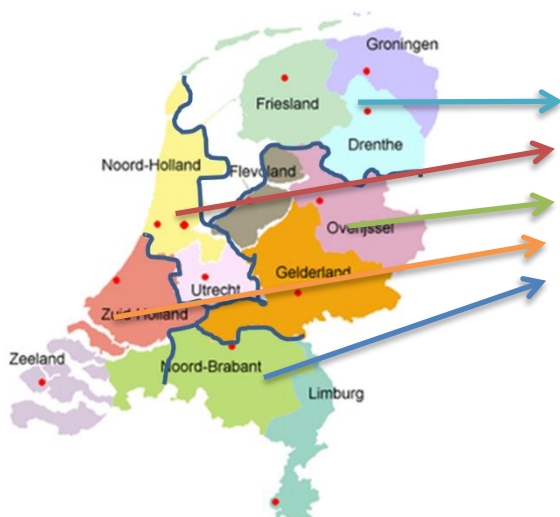 Groningen
Friesland
Drenthe
Noord-Holland
Flevoland
Overijssel
Gelderland
Utrecht
Zuid-Holland
Zeeland
Noord-Brabant
Limburg